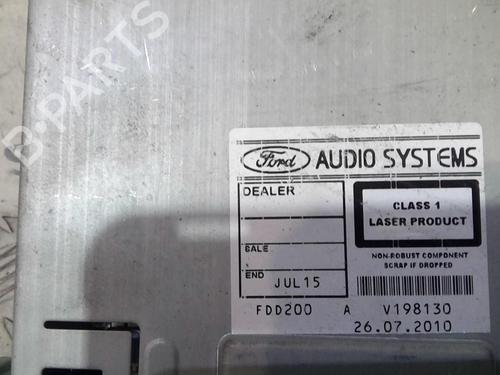 B-PARTS
Ford AUDIO SYSTEMS
DEALER
SALE
END JUL15
CLASS 1
LASER PRODUCT
NON-ROBUST COMPONENT
SCRAP IF DROPPED
FDD200 A V198130
26.07.2010